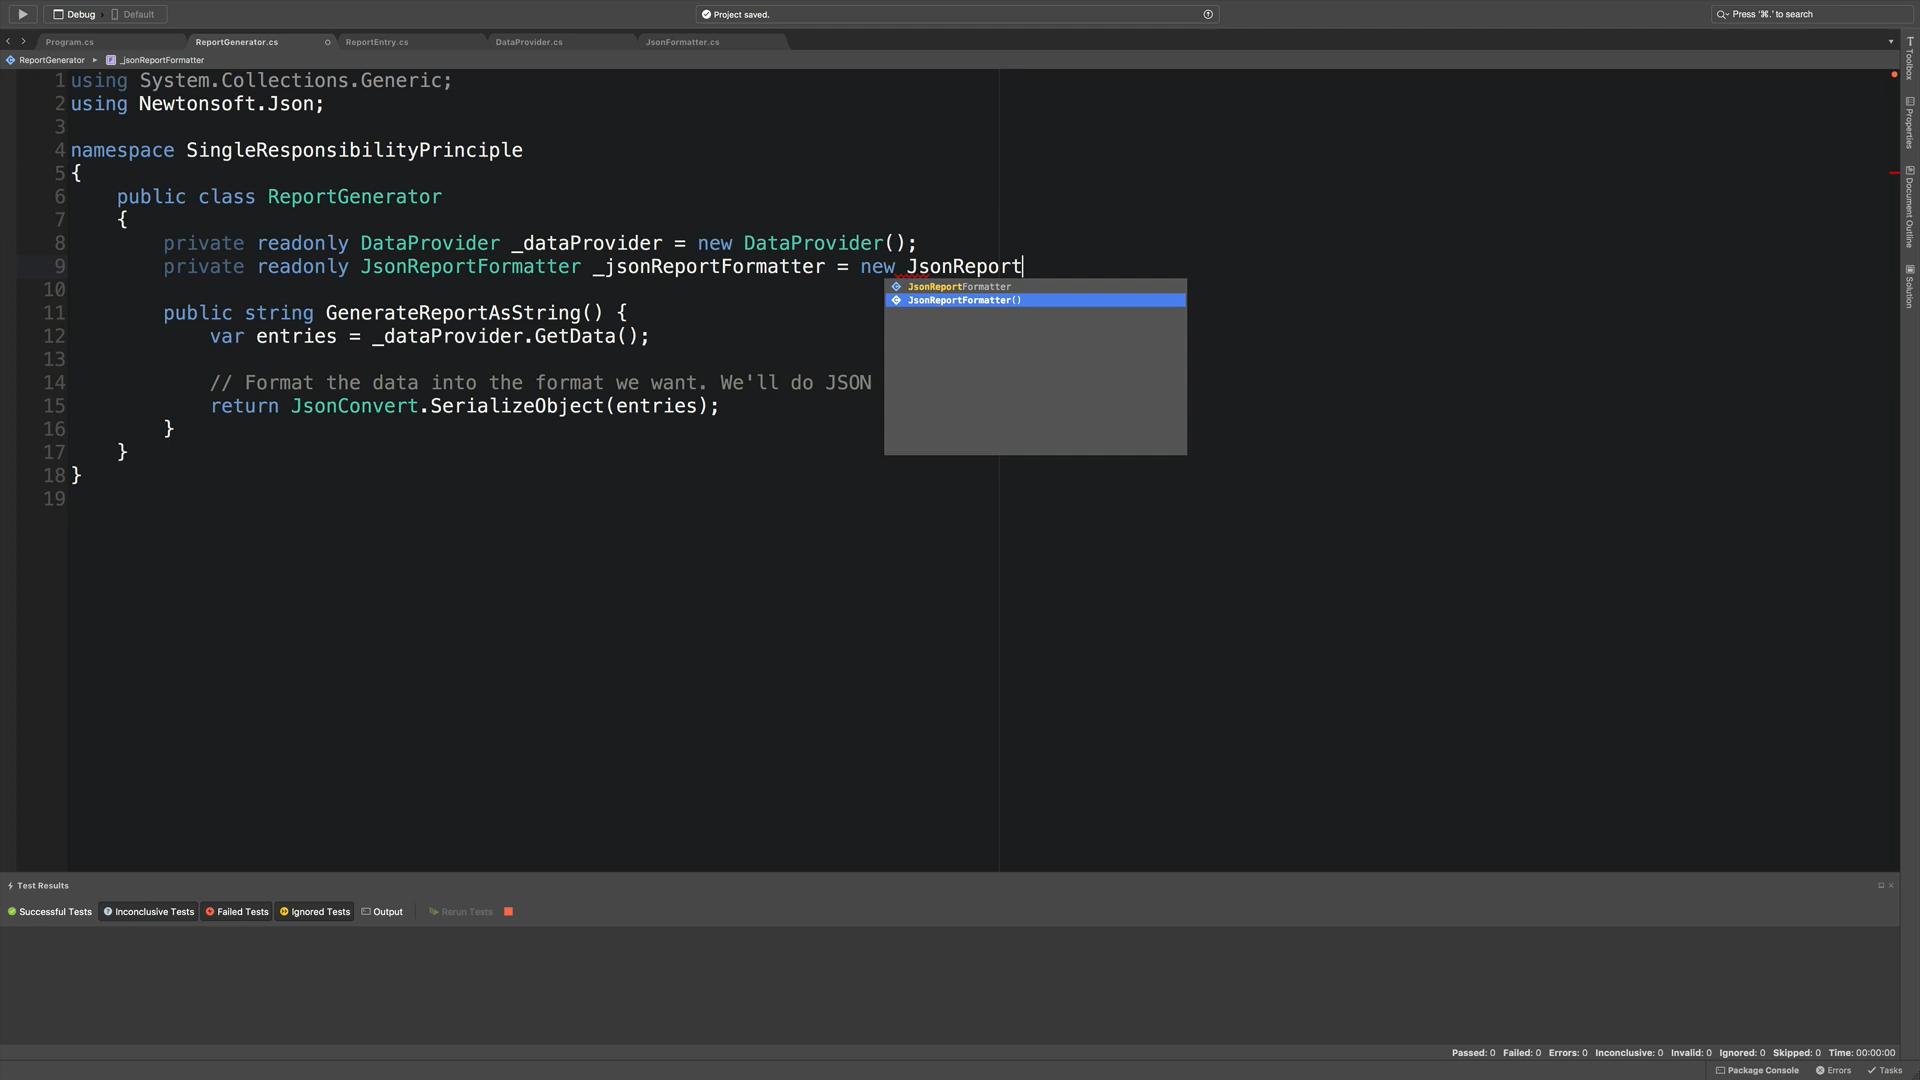 Debug Default
Project saved.
Press '⌘.' to search
Program.cs ReportGenerator.cs ReportEntry.cs DataProvider.cs JsonFormatter.cs
ReportGenerator _jsonReportFormatter
1 using System.Collections.Generic;
2 using Newtonsoft.Json;
3
4 namespace SingleResponsibilityPrinciple
5 {
6 public class ReportGenerator
7 {
8 private readonly DataProvider _dataProvider = new DataProvider();
9 private readonly JsonReportFormatter _jsonReportFormatter = new JsonReport
JsonReportFormatter
JsonReportFormatter()
10
11 public string GenerateReportAsString() {
12 var entries = _dataProvider.GetData();
13
14 // Format the data into the format we want. We'll do JSON
15 return JsonConvert.SerializeObject(entries);
16 }
17 }
18 }
19
Toolbox
Properties
Document Outline
Solution
Test Results
Successful Tests Inconclusive Tests Failed Tests Ignored Tests Output Rerun Tests
Passed: 0 Failed: 0 Errors: 0 Inconclusive: 0 Invalid: 0 Ignored: 0 Skipped: 0 Time: 00:00:00
Package Console Errors Tasks